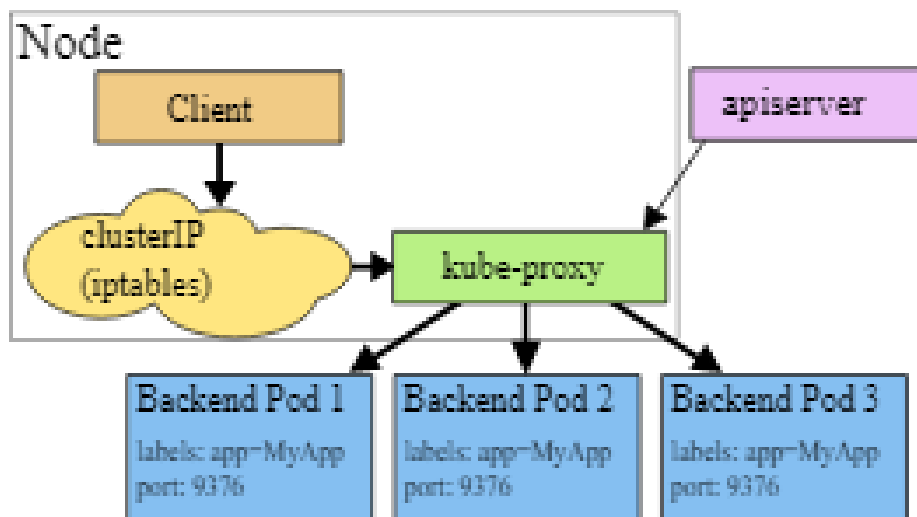 Node
Client
apiserver
clusterIP
(iptables)
kube-proxy
Backend Pod 1
labels: app=MyApp
port: 9376
Backend Pod 2
labels: app=MyApp
port: 9376
Backend Pod 3
labels: app=MyApp
port: 9376